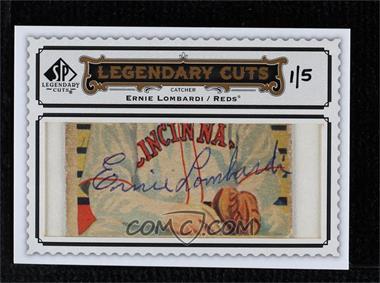 SP
LEGENDARY
CUTS
LEGENDARY CUTS
1/5
CATCHER
ERNIE LOMBARDI / REDS
CINCINNA
Ernie Lombardi
COMC.COM